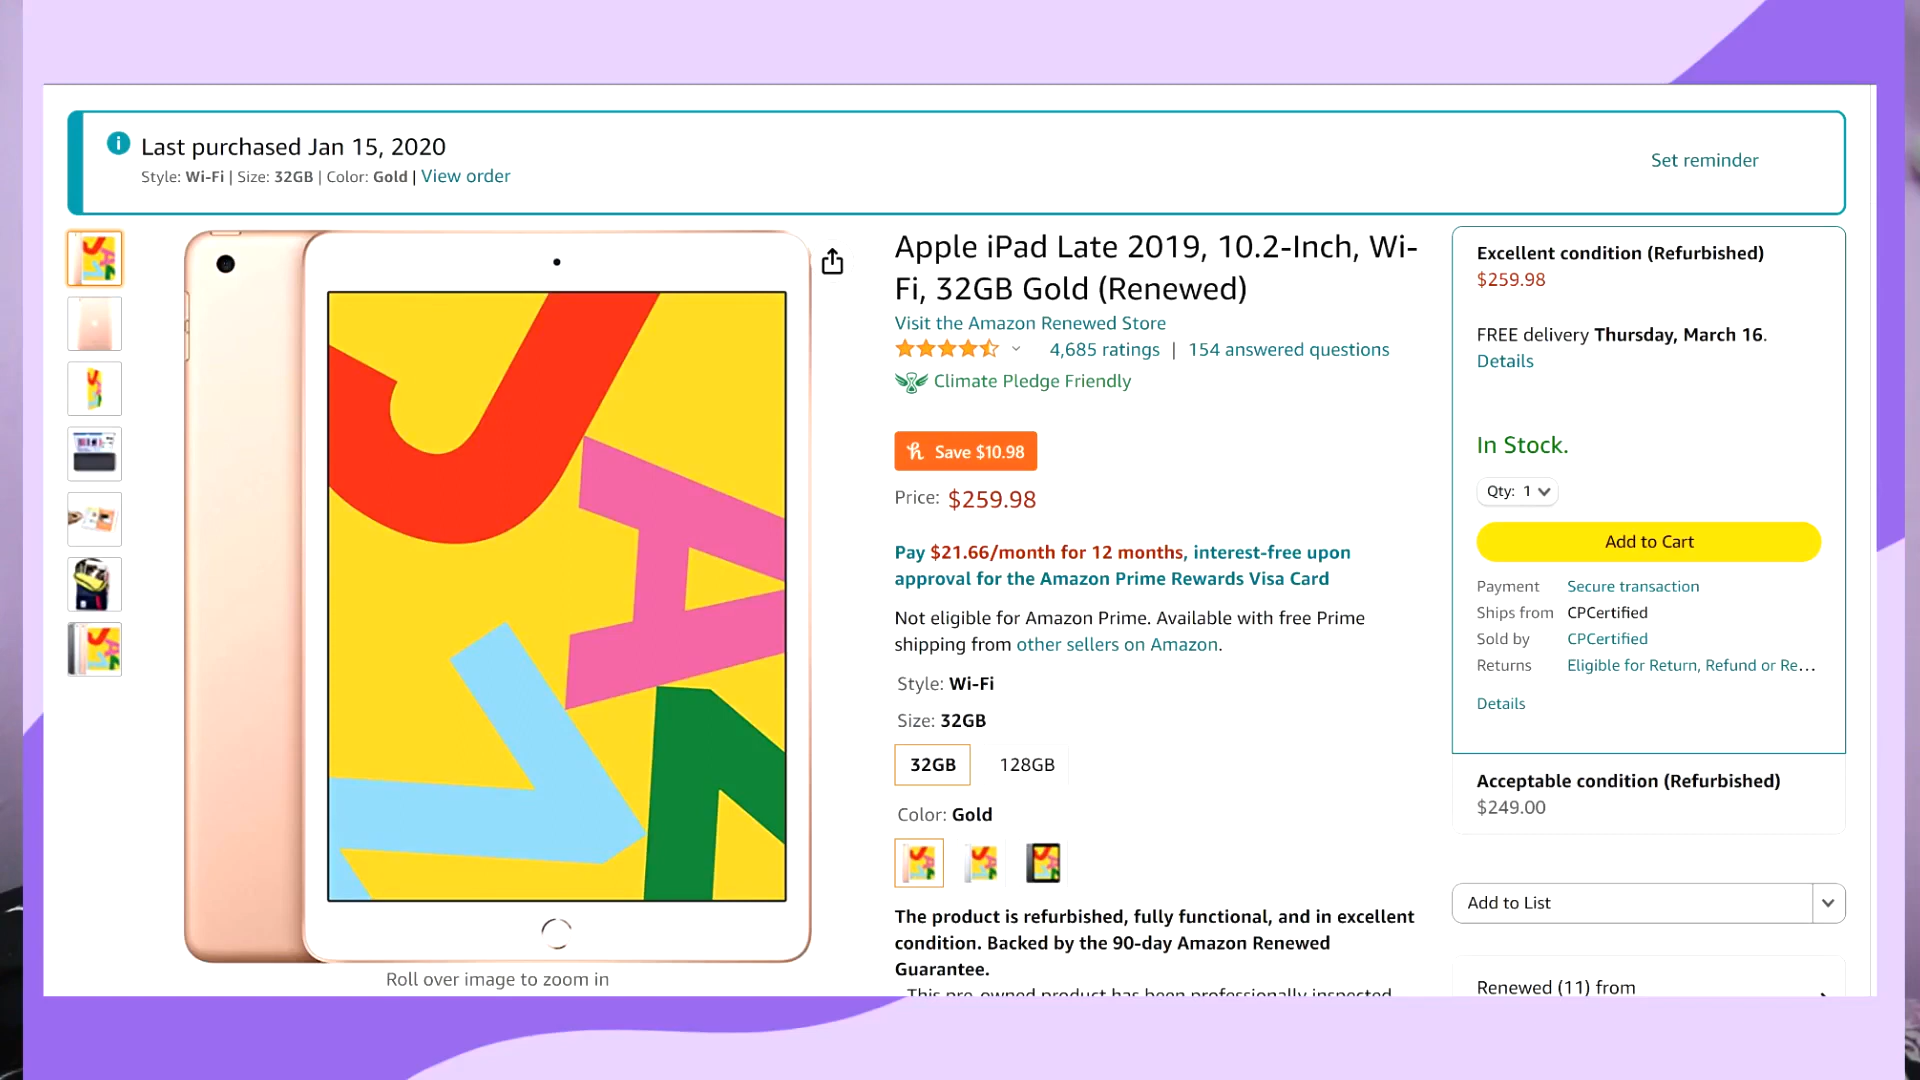 Last purchased Jan 15, 2020
Style: Wi-Fi | Size: 32GB | Color: Gold | View order
Set reminder
Roll over image to zoom in
Apple iPad Late 2019, 10.2-Inch, Wi-
Fi, 32GB Gold (Renewed)
Visit the Amazon Renewed Store
4,685 ratings | 154 answered questions
Climate Pledge Friendly
Save $10.98
Price: $259.98
Pay $21.66/month for 12 months, interest-free upon
approval for the Amazon Prime Rewards Visa Card
Not eligible for Amazon Prime. Available with free Prime
shipping from other sellers on Amazon.
Style: Wi-Fi
Size: 32GB
32GB 128GB
Color: Gold
The product is refurbished, fully functional, and in excellent
condition. Backed by the 90-day Amazon Renewed
Guarantee.
This pre-owned product has been professionally inspected
Excellent condition (Refurbished)
$259.98
FREE delivery Thursday, March 16.
Details
In Stock.
Qty: 1
Add to Cart
Payment Secure transaction
Ships from CPCertified
Sold by CPCertified
Returns Eligible for Return, Refund or Re...
Details
Acceptable condition (Refurbished)
$249.00
Add to List
Renewed (11) from